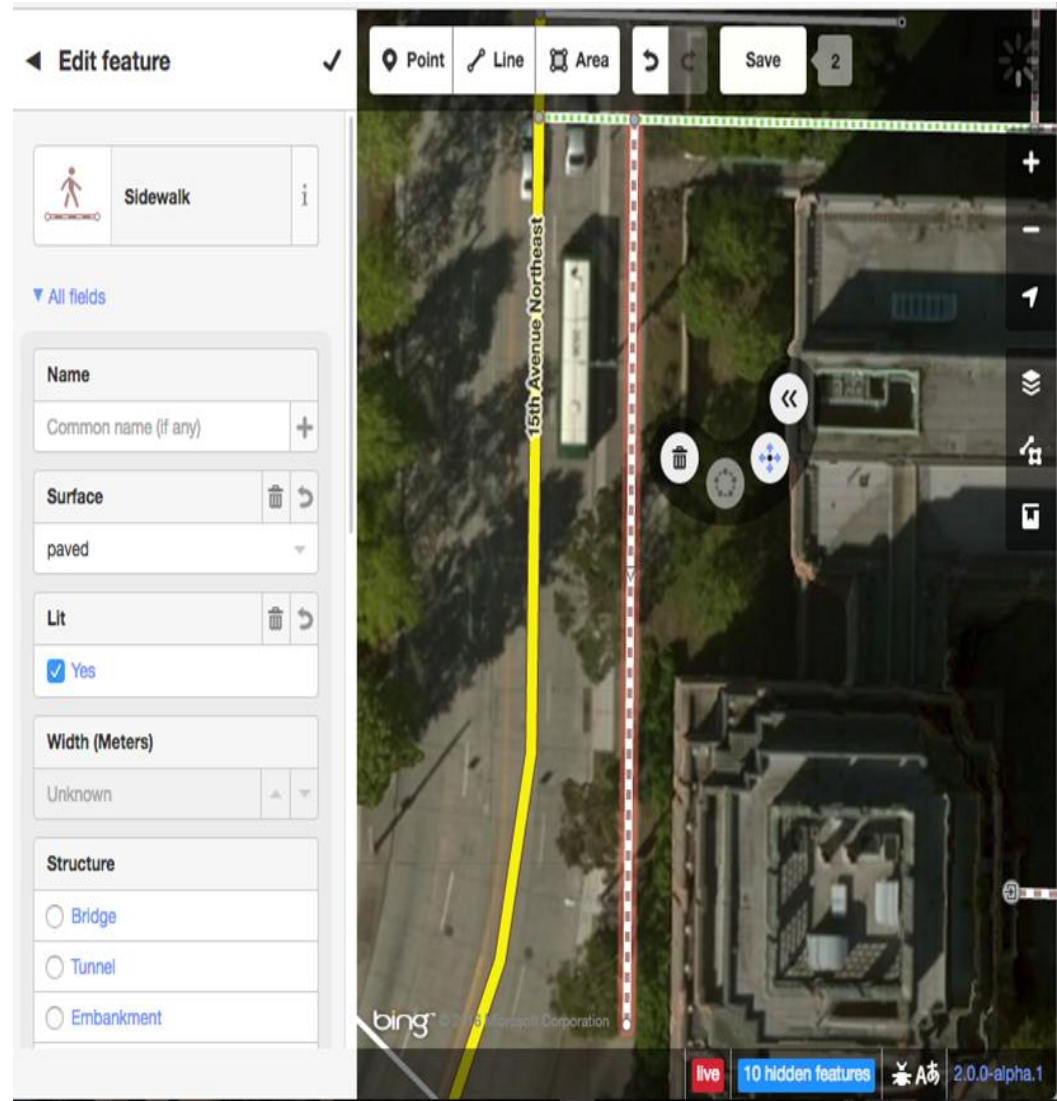 Edit feature
Point
Line
Area
Save
2
Sidewalk
i
All fields
Name
Common name (if any)
Surface
paved
Lit
Yes
Width (Meters)
Unknown
Structure
Bridge
Tunnel
Embankment
15th Avenue Northeast
bing
Microsoft Corporation
live
10 hidden features
Aあ
2.0.0-alpha.1